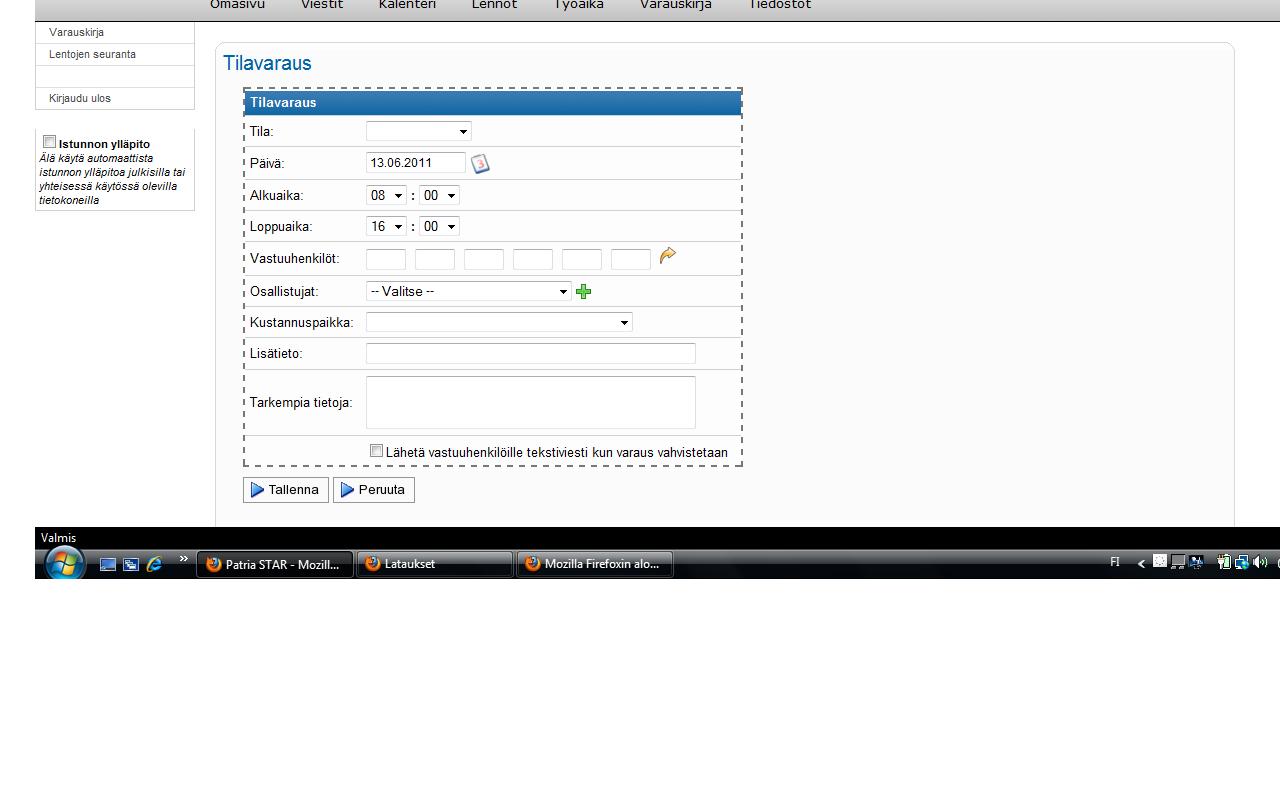 Omasivu Viestit Kalenteri Lennot Työaika Varauskirja Tiedostot
Varauskirja
Lentojen seuranta
Kirjaudu ulos
Istunnon ylläpito
Älä käytä automaattista
istunnon ylläpitoa julkisilla tai
yhteisessä käytössä olevilla
tietokoneilla
Tilavaraus
Tilavaraus
Tila:
Päivä: 13.06.2011 3
Alkuaika: 08 : 00
Loppuaika: 16 : 00
Vastuuhenkilöt:
Osallistujat: -- Valitse --
Kustannuspaikka:
Lisätieto:
Tarkempia tietoja:
Lähetä vastuuhenkilöille tekstiviesti kun varaus vahvistetaan
Tallenna Peruuta
Valmis
» Patria STAR - Mozill... Lataukset Mozilla Firefoxin alo... FI <